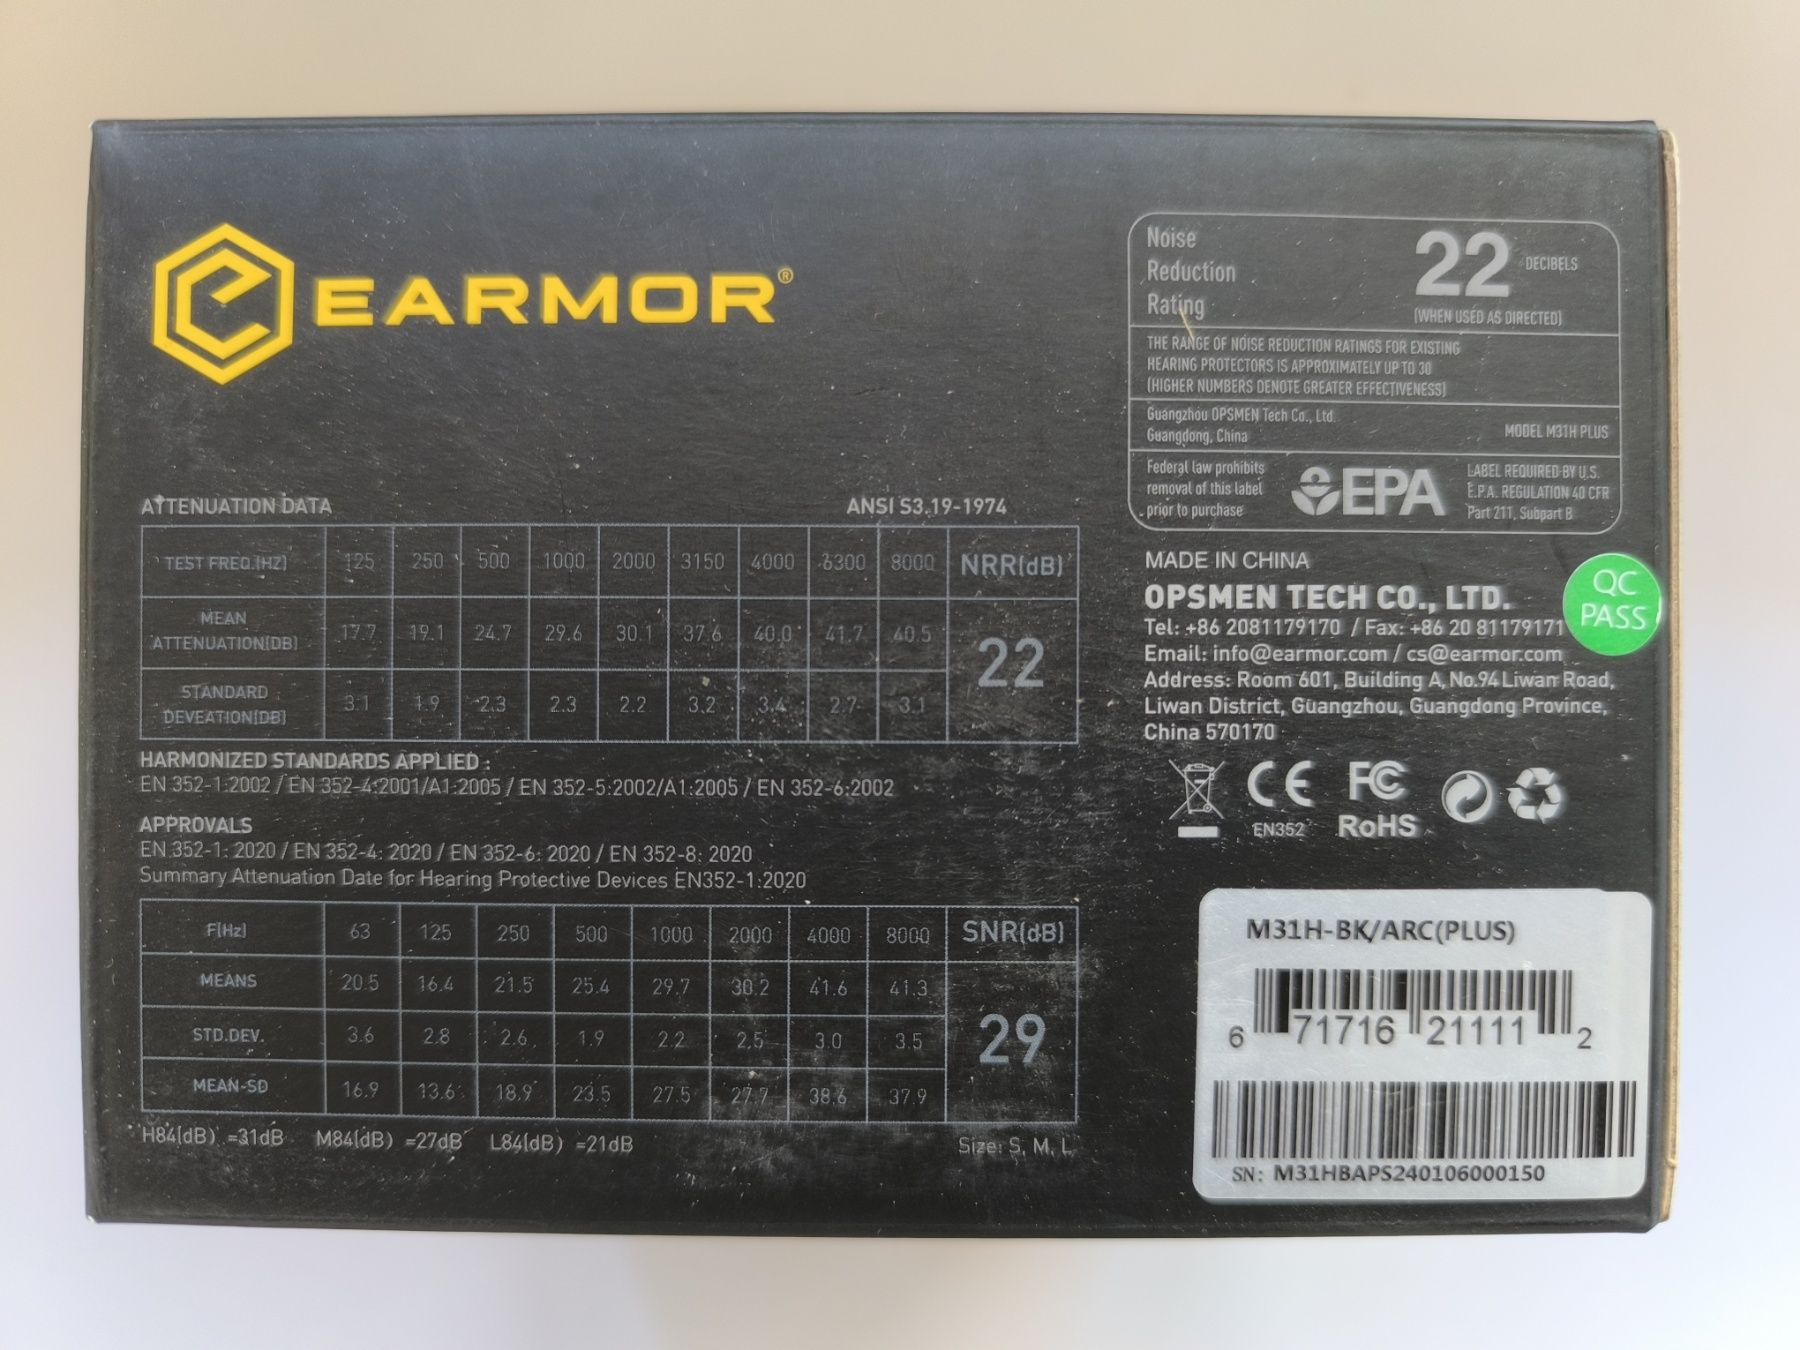 EARMOR®
Noise
Reduction
Rating
22 DECIBELS
(WHEN USED AS DIRECTED)
THE RANGE OF NOISE REDUCTION RATINGS FOR EXISTING
HEARING PROTECTORS IS APPROXIMATELY UP TO 30
(HIGHER NUMBERS DENOTE GREATER EFFECTIVENESS)
Guangzhou OPSMEN Tech Co., Ltd.
Guangdong, China
MODEL M31H PLUS
Federal law prohibits
removal of this label
prior to purchase
EPA
LABEL REQUIRED BY U.S.
E.P.A. REGULATION 40 CFR
Part 211, Subpart B
ATTENUATION DATA ANSI S3.19-1974
TEST FREQ.(HZ) 125 250 500 1000 2000 3150 4000 6300 8000 NRR(dB)
MEAN
ATTENUATION(DB) 17.7 19.1 24.7 29.6 30.1 37.6 40.0 41.7 40.5 22
STANDARD
DEVEATION(DB) 3.1 1.9 2.3 2.3 2.2 3.2 3.4 2.7 3.1
HARMONIZED STANDARDS APPLIED :
EN 352-1:2002 / EN 352-4:2001/A1:2005 / EN 352-5:2002/A1:2005 / EN 352-6:2002
APPROVALS
EN 352-1: 2020 / EN 352-4: 2020 / EN 352-6: 2020 / EN 352-8: 2020
Summary Attenuation Date for Hearing Protective Devices EN352-1:2020
F(Hz) 63 125 250 500 1000 2000 4000 8000 SNR(dB)
MEANS 20.5 16.4 21.5 25.4 29.7 30.2 41.6 41.3 29
STD.DEV. 3.6 2.8 2.6 1.9 2.2 2.5 3.0 3.5
MEAN-SD 16.9 13.6 18.9 23.5 27.5 27.7 38.6 37.9
H84(dB) =31dB M84(dB) =27dB L84(dB) =21dB Size: S, M, L
MADE IN CHINA
OPSMEN TECH CO., LTD.
Tel: +86 2081179170 / Fax: +86 20 81179171
Email: info@earmor.com / cs@earmor.com
Address: Room 601, Building A, No.94 Liwan Road,
Liwan District, Guangzhou, Guangdong Province,
China 570170
QC
PASS
CE
EN352
FC
RoHS
M31H-BK/ARC(PLUS)
6 71716 21111 2
SN: M31HBAPS240106000150